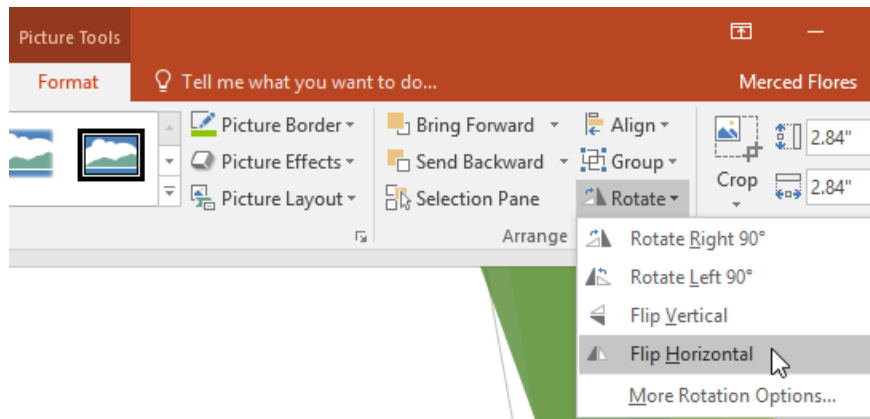 Picture Tools
Format
Tell me what you want to do...
Merced Flores
Picture Border
Picture Effects
Picture Layout
Bring Forward
Send Backward
Selection Pane
Align
Group
Rotate
Arrange
Crop
2.84"
2.84"
Rotate Right 90°
Rotate Left 90°
Flip Vertical
Flip Horizontal
More Rotation Options...